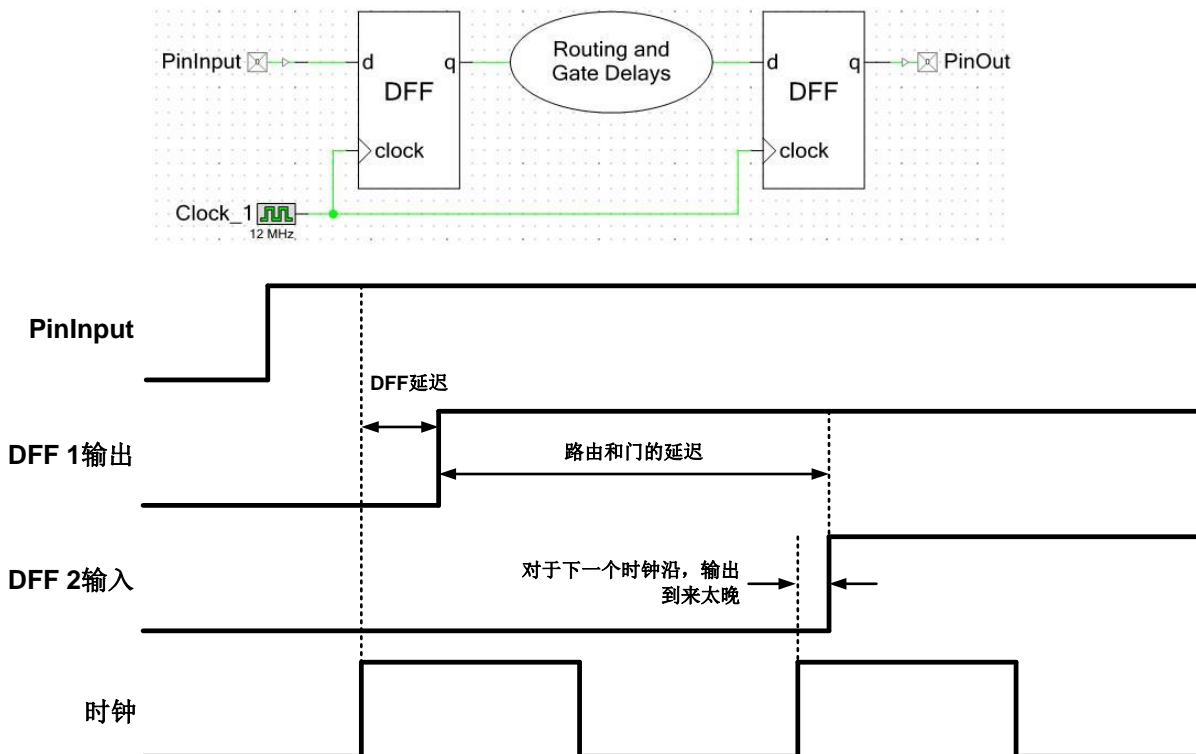 PinInput
d
q
DFF
clock
Routing and
Gate Delays
d
q
DFF
clock
PinOut
Clock_1
12 MHz
PinInput
DFF延迟
DFF 1输出
路由和门的延迟
DFF 2输入
对于下一个时钟沿，输出
到来太晚
时钟